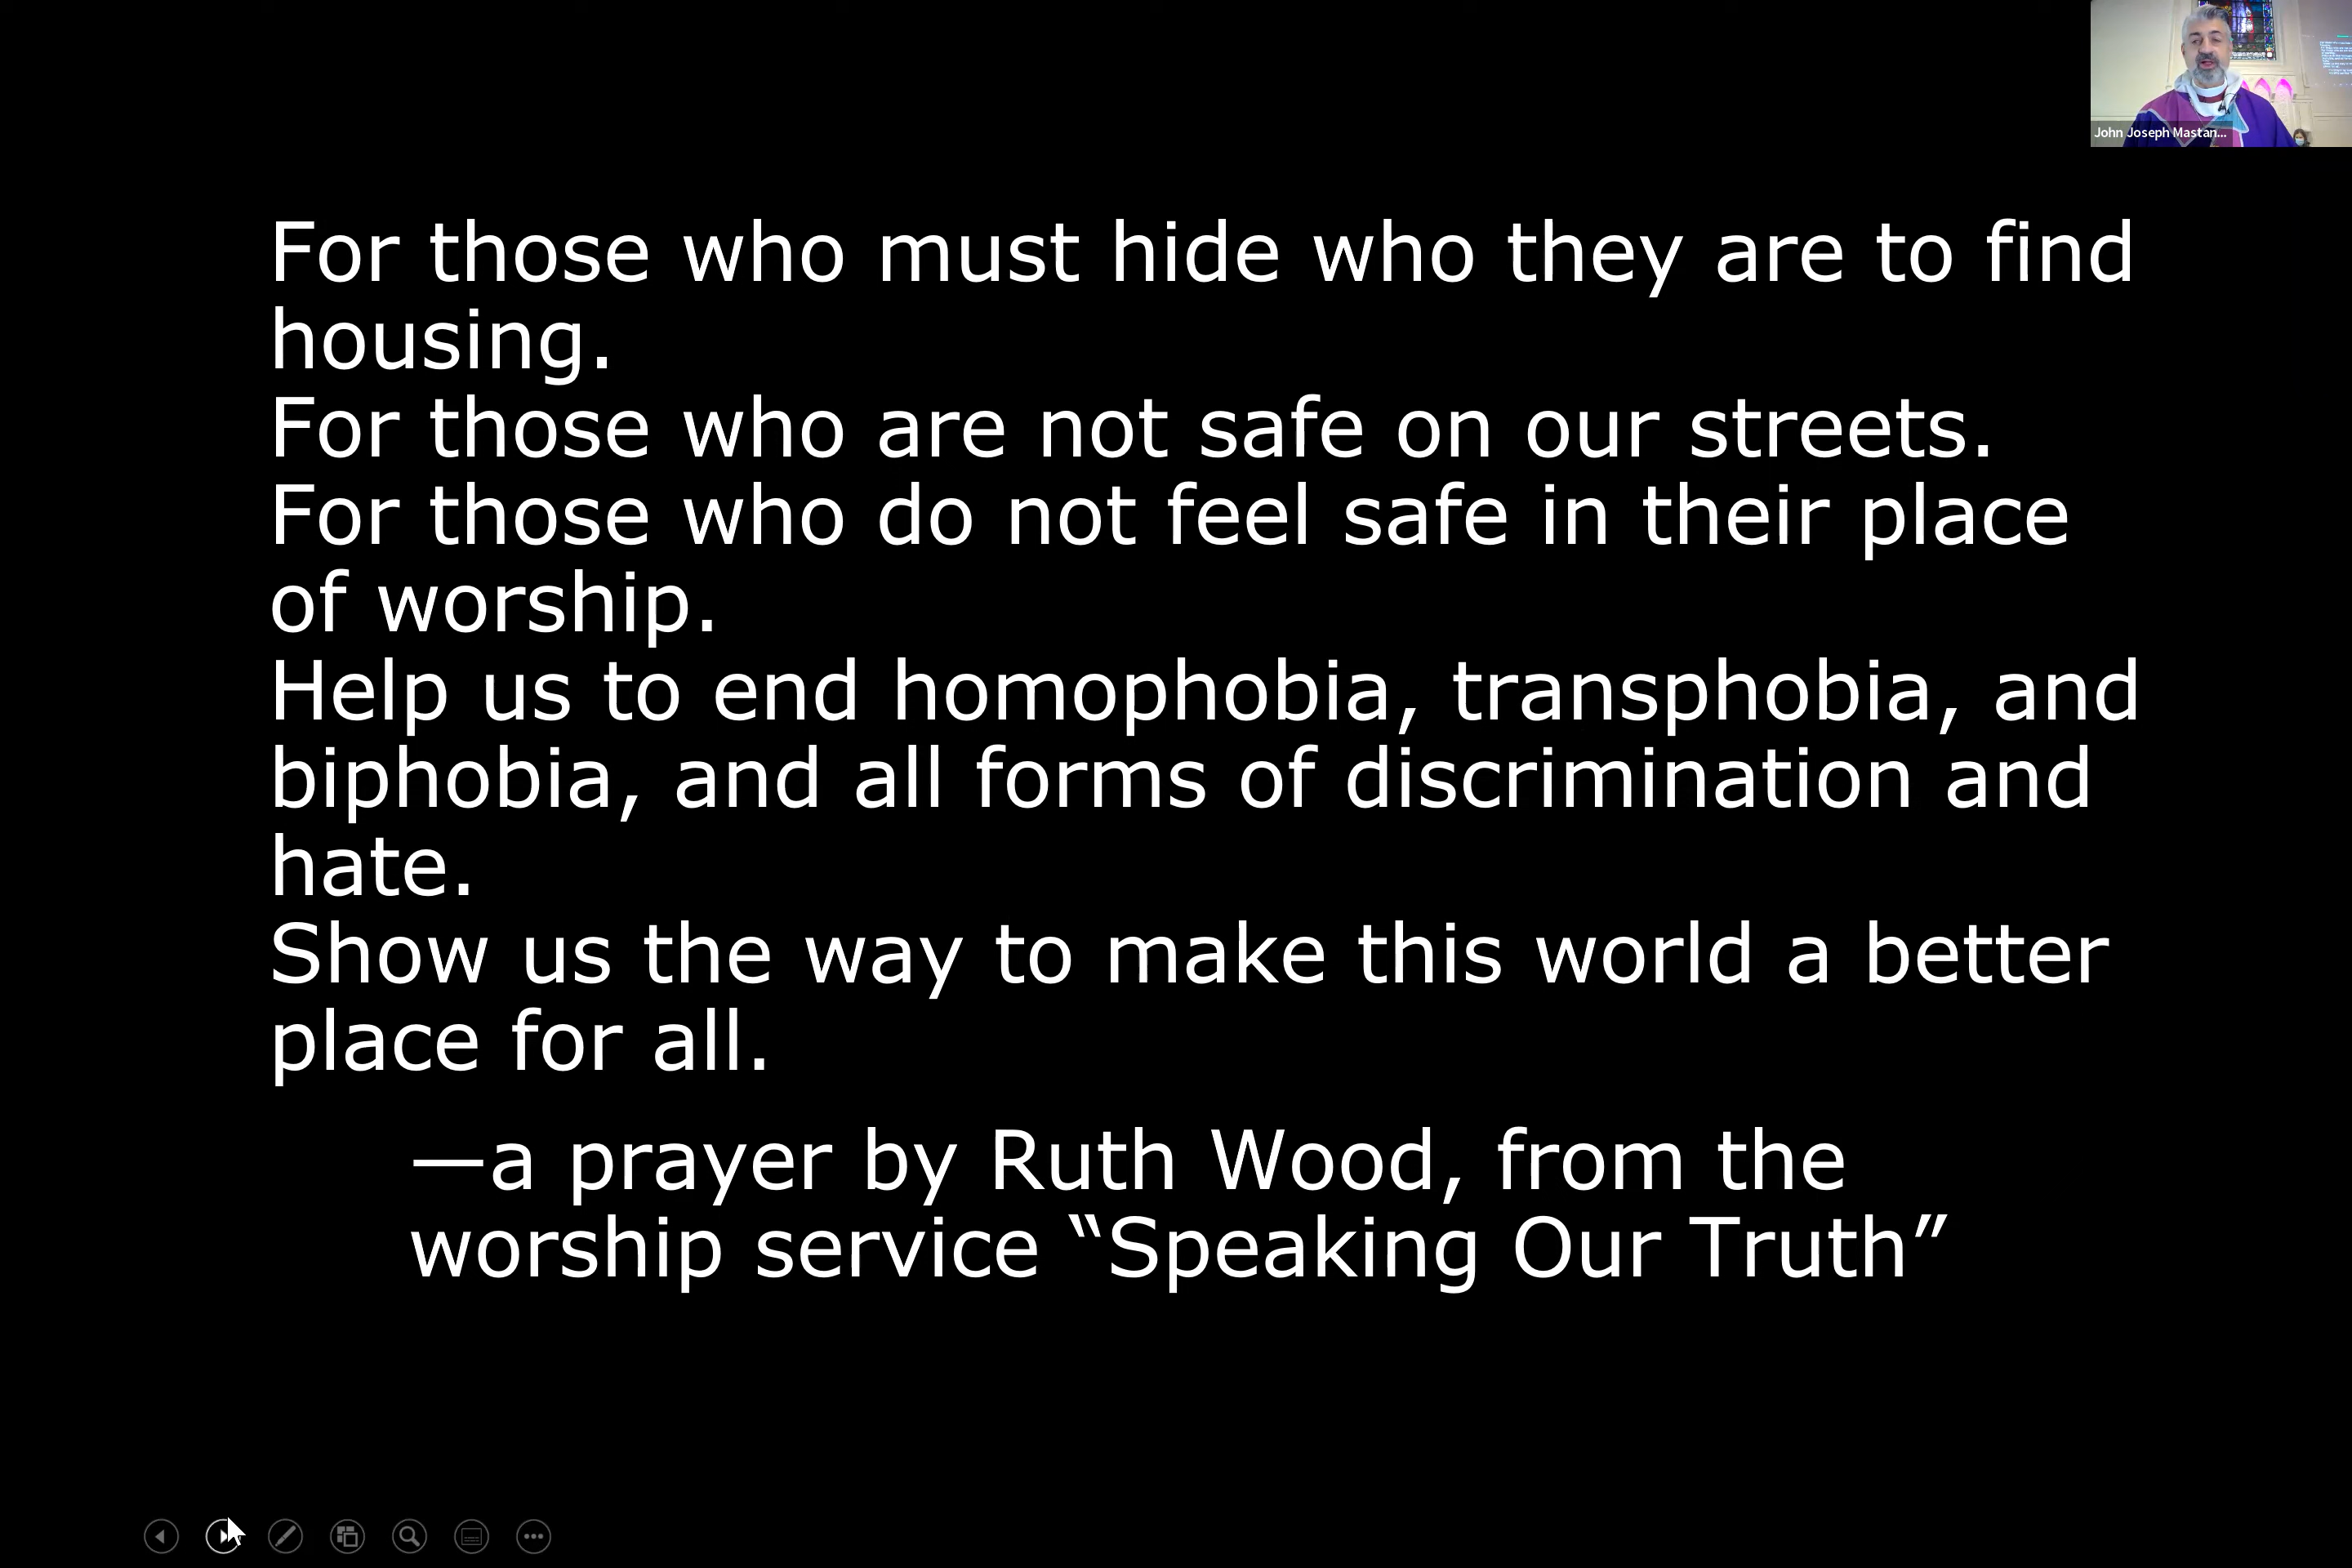 John Joseph Mastan...
For those who must hide who they are to find
housing.
For those who are not safe on our streets.
For those who do not feel safe in their place
of worship.
Help us to end homophobia, transphobia, and
biphobia, and all forms of discrimination and
hate.
Show us the way to make this world a better
place for all.
—a prayer by Ruth Wood, from the
worship service “Speaking Our Truth”